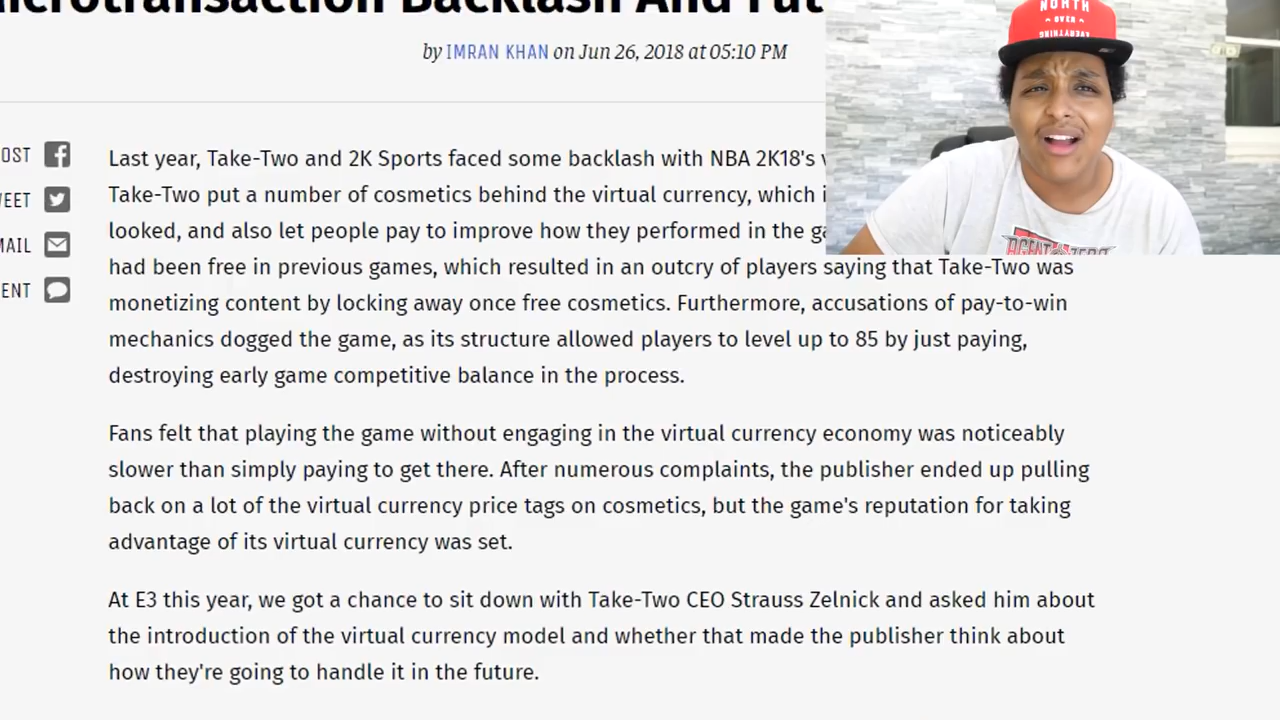 Microtransaction Backlash And Fut
by IMRAN KHAN on Jun 26, 2018 at 05:10 PM
OST
EET
MAIL
ENT
Last year, Take-Two and 2K Sports faced some backlash with NBA 2K18's
Take-Two put a number of cosmetics behind the virtual currency, which
looked, and also let people pay to improve how they performed in the
had been free in previous games, which resulted in an outcry of players saying that Take-Two was
monetizing content by locking away once free cosmetics. Furthermore, accusations of pay-to-win
mechanics dogged the game, as its structure allowed players to level up to 85 by just paying,
destroying early game competitive balance in the process.
Fans felt that playing the game without engaging in the virtual currency economy was noticeably
slower than simply paying to get there. After numerous complaints, the publisher ended up pulling
back on a lot of the virtual currency price tags on cosmetics, but the game's reputation for taking
advantage of its virtual currency was set.
At E3 this year, we got a chance to sit down with Take-Two CEO Strauss Zelnick and asked him about
the introduction of the virtual currency model and whether that made the publisher think about
how they're going to handle it in the future.
NORTH
OVER
EVERYTHING
AGENT ZERO